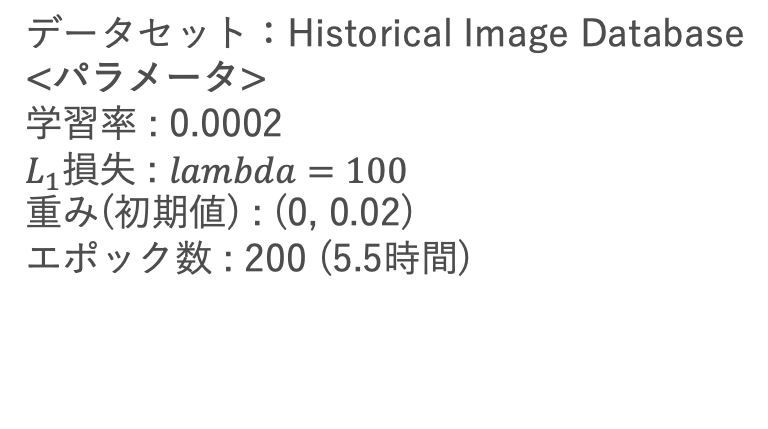 データセット：Historical Image Database
<パラメータ>
学習率 : 0.0002
L₁損失 : lambda = 100
重み(初期値) : (0, 0.02)
エポック数 : 200 (5.5時間)